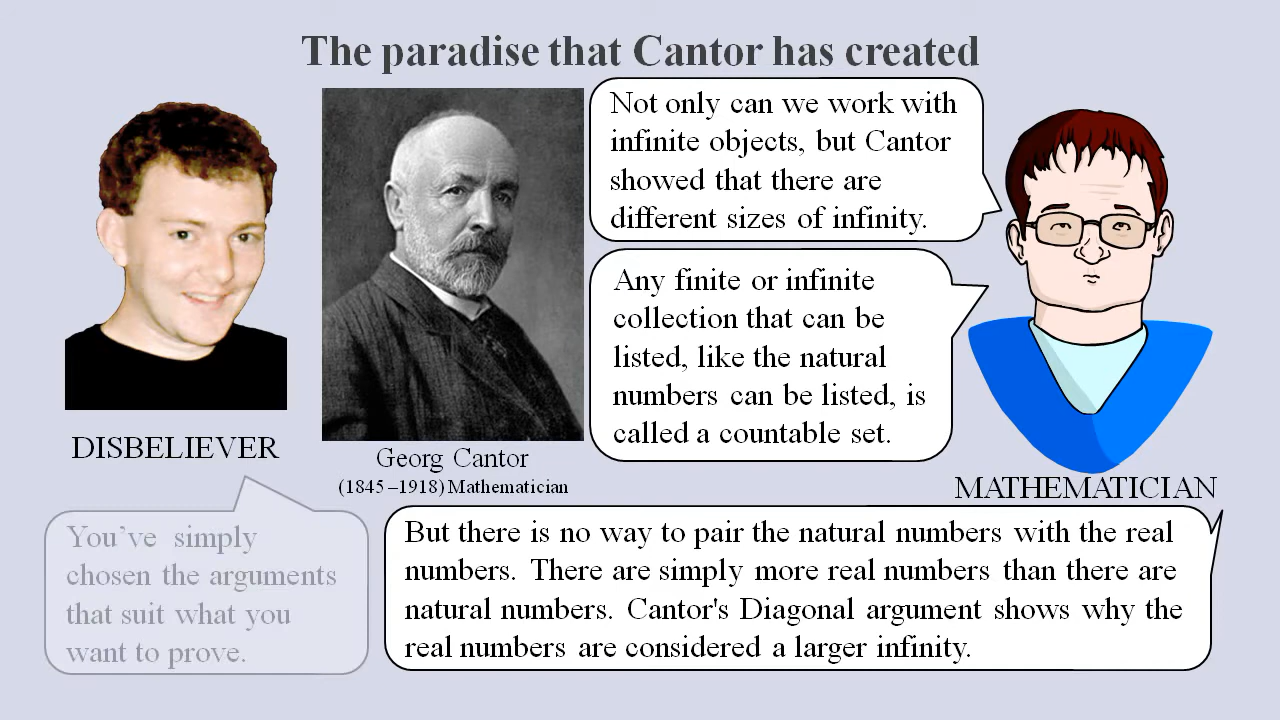 The paradise that Cantor has created
Not only can we work with
infinite objects, but Cantor
showed that there are
different sizes of infinity.
Any finite or infinite
collection that can be
listed, like the natural
numbers can be listed, is
called a countable set.
DISBELIEVER
Georg Cantor
(1845 –1918) Mathematician
MATHEMATICIAN
You've simply
chosen the arguments
that suit what you
want to prove.
But there is no way to pair the natural numbers with the real
numbers. There are simply more real numbers than there are
natural numbers. Cantor's Diagonal argument shows why the
real numbers are considered a larger infinity.